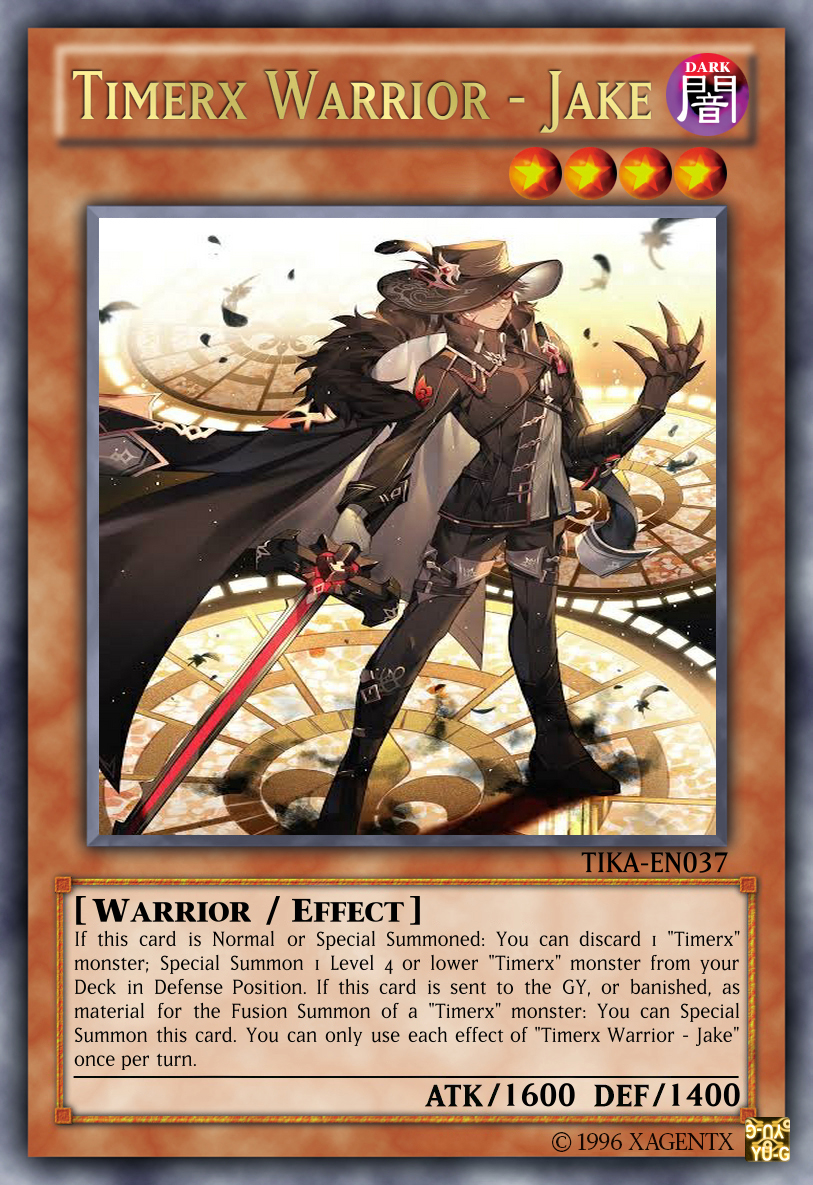 Timerx Warrior - Jake
DARK
闇
TIKA-EN037
[ Warrior / Effect ]
If this card is Normal or Special Summoned: You can discard 1 "Timerx"
monster; Special Summon 1 Level 4 or lower "Timerx" monster from your
Deck in Defense Position. If this card is sent to the GY, or banished, as
material for the Fusion Summon of a "Timerx" monster: You can Special
Summon this card. You can only use each effect of "Timerx Warrior - Jake"
once per turn.
ATK/1600 DEF/1400
© 1996 XAGENTX